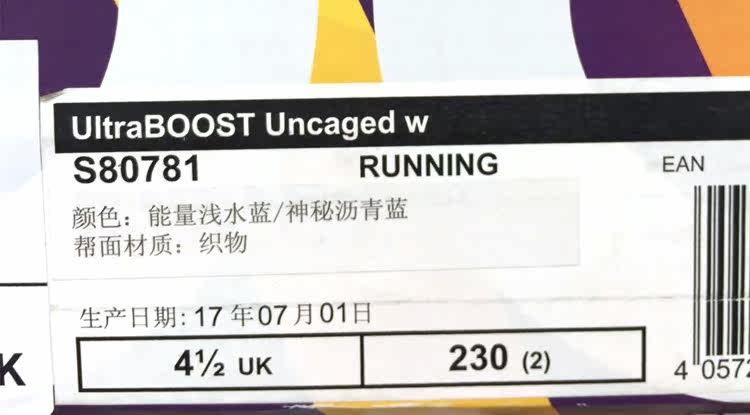 UltraBOOST Uncaged w
S80781 RUNNING EAN
颜色：能量浅水蓝/神秘沥青蓝
帮面材质：织物
生产日期: 17 年07月01日
4½ UK 230 (2)
4 0572
K